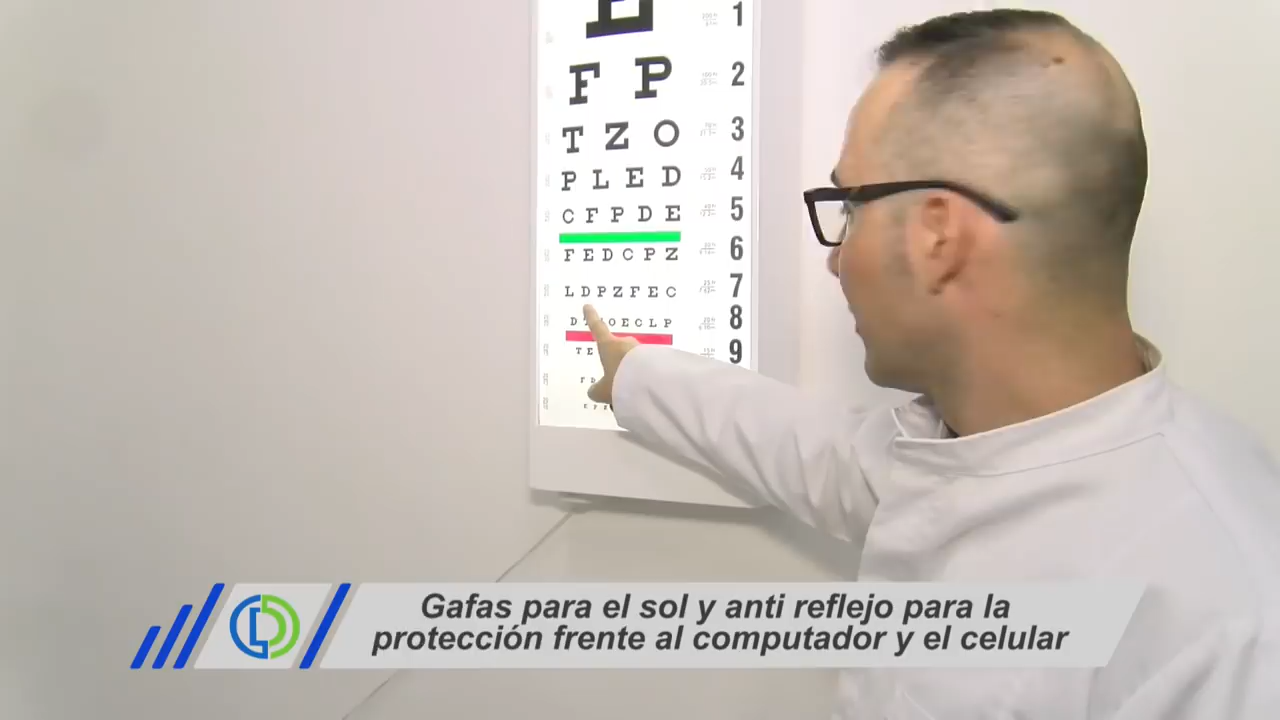 E 1
F P 2
T Z O 3
P L E D 4
C F P D E 5
F E D C P Z 6
L D P Z F E C 7
D O E C L P 8
T E 9
Gafas para el sol y anti reflejo para la
protección frente al computador y el celular